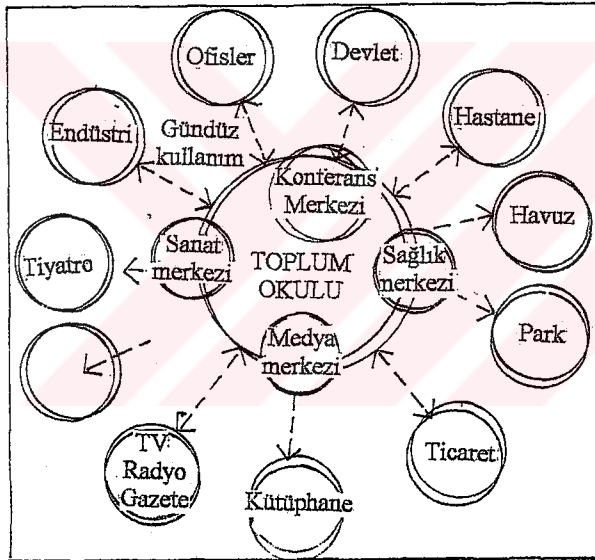 Ofisler
Devlet
Endüstri
Gündüz
kullanım
Hastane
Konferans
Merkezi
Havuz
Tiyatro
Sanat
merkezi
TOPLUM
OKULU
Sağlık
merkezi
Park
Medya
merkezi
TV
Radyo
Gazete
Kütüphane
Ticaret